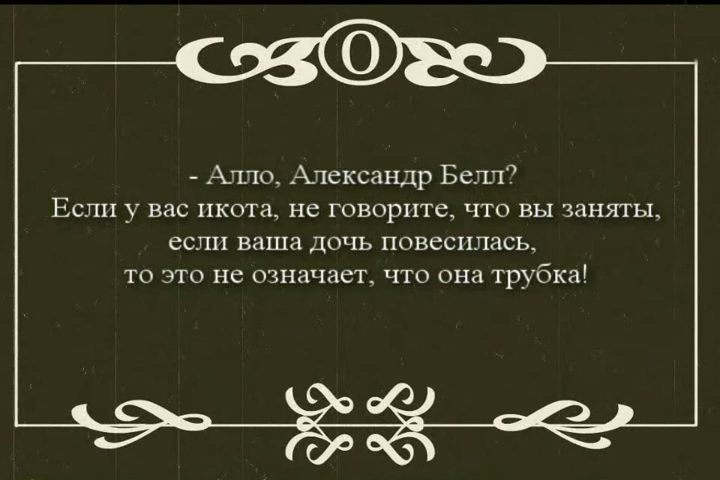 О
- Алло, Александр Белл?
Если у вас икота, не говорите, что вы заняты,
если ваша дочь повесилась,
то это не означает, что она трубка!